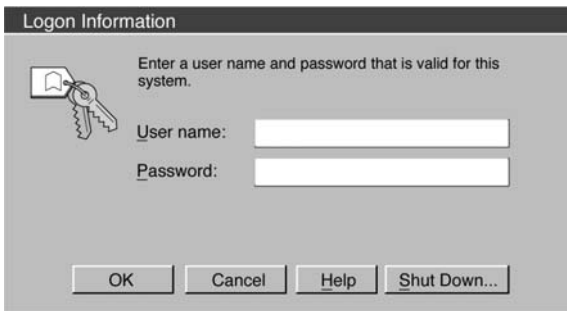 Logon Information
Enter a user name and password that is valid for this
system.
User name:
Password:
OK Cancel Help Shut Down...